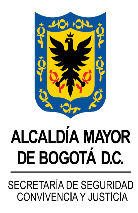 ALCALDÍA MAYOR
DE BOGOTÁ D.C.
SECRETARÍA DE SEGURIDAD
CONVIVENCIA Y JUSTICIA